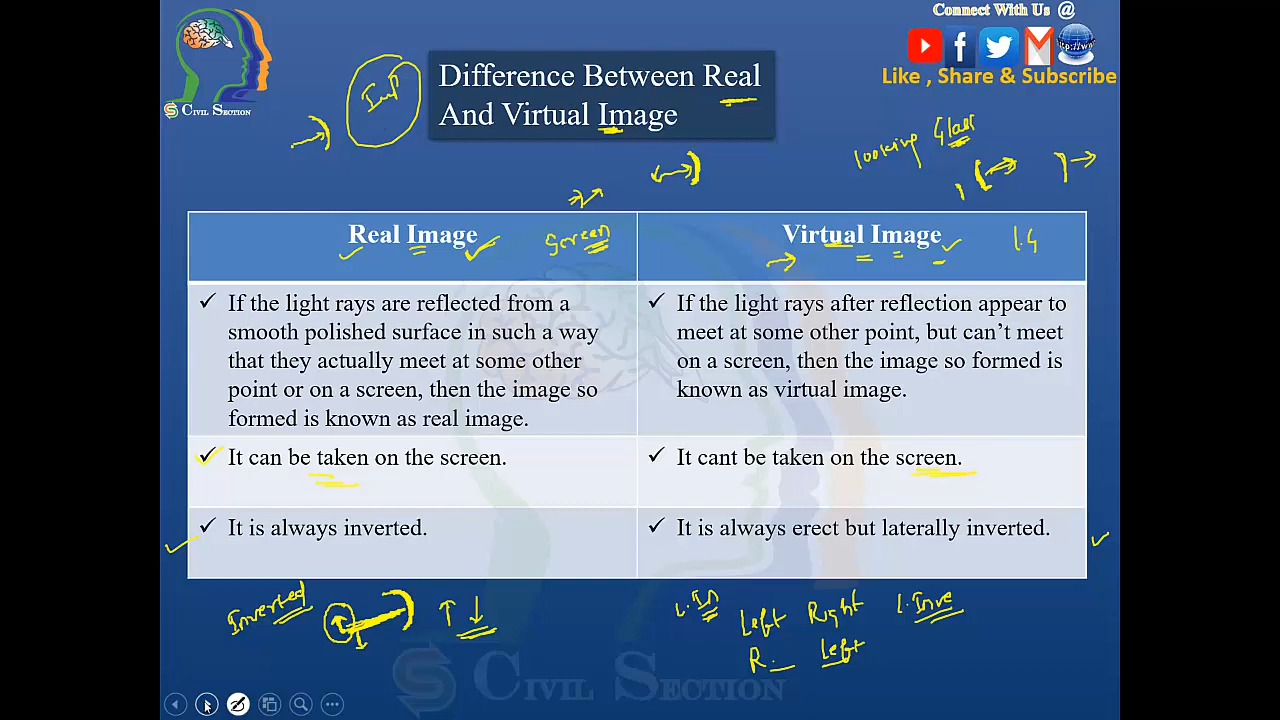 Connect With Us @
http://www
Like , Share & Subscribe
CIVIL SECTION
Difference Between Real
And Virtual Image
looking Glass
Real Image
Screen
Virtual Image
✓ If the light rays are reflected from a
smooth polished surface in such a way
that they actually meet at some other
point or on a screen, then the image so
formed is known as real image.
✓ If the light rays after reflection appear to
meet at some other point, but can't meet
on a screen, then the image so formed is
known as virtual image.
✓ It can be taken on the screen.
✓ It cant be taken on the screen.
✓ It is always inverted.
✓ It is always erect but laterally inverted.
Inverted
L.In
Left Right
L.Inve
R. Left
CIVIL SECTION